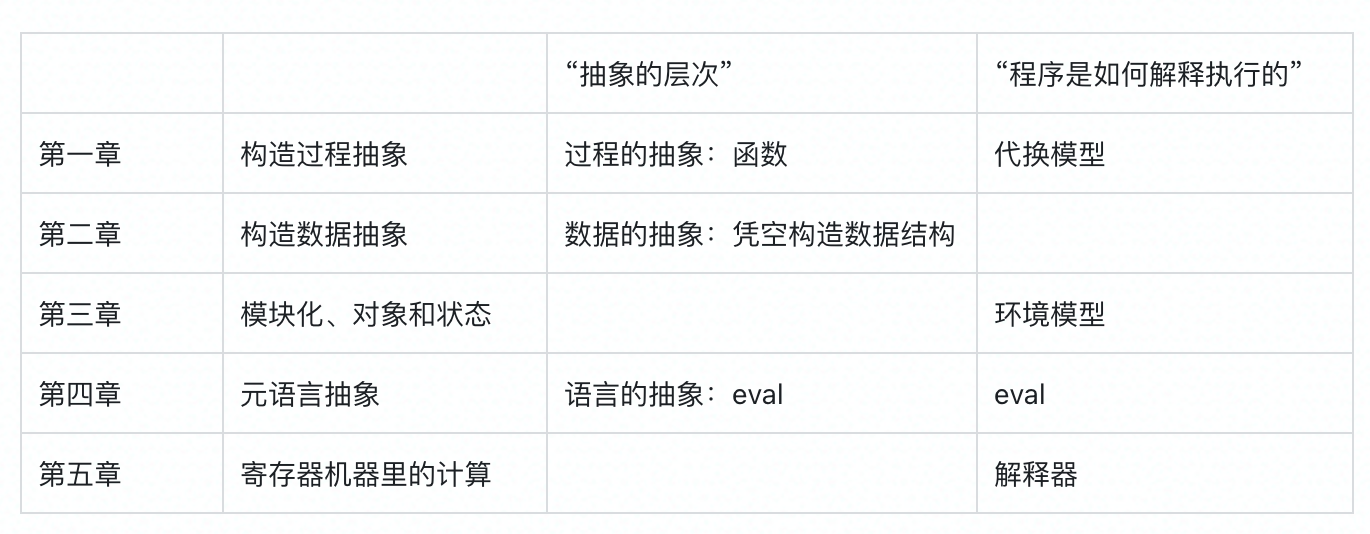 “抽象的层次” “程序是如何解释执行的”
第一章 构造过程抽象 过程的抽象：函数 代换模型
第二章 构造数据抽象 数据的抽象：凭空构造数据结构
第三章 模块化、对象和状态 环境模型
第四章 元语言抽象 语言的抽象：eval eval
第五章 寄存器机器里的计算 解释器